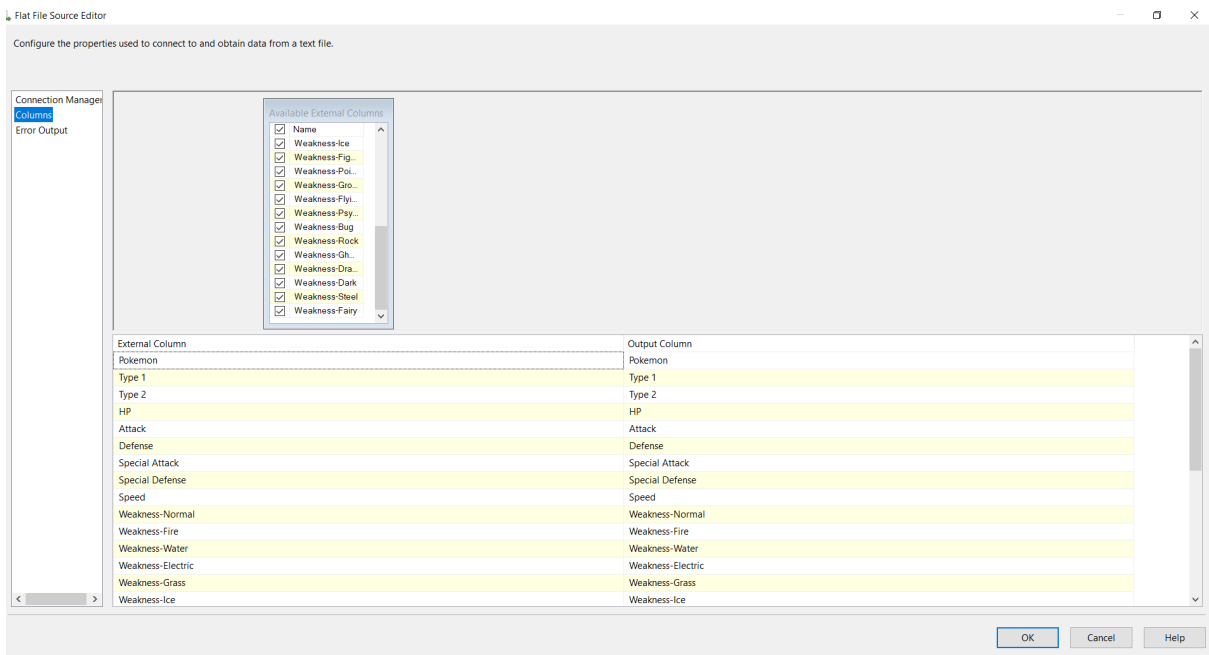 Flat File Source Editor
Configure the properties used to connect to and obtain data from a text file.
Connection Manager
Columns
Error Output
Available External Columns
Name
Weakness-Ice
Weakness-Fig...
Weakness-Poi...
Weakness-Gro...
Weakness-Flyi...
Weakness-Psy...
Weakness-Bug
Weakness-Rock
Weakness-Gh...
Weakness-Dra...
Weakness-Dark
Weakness-Steel
Weakness-Fairy
External Column Output Column
Pokemon Pokemon
Type 1 Type 1
Type 2 Type 2
HP HP
Attack Attack
Defense Defense
Special Attack Special Attack
Special Defense Special Defense
Speed Speed
Weakness-Normal Weakness-Normal
Weakness-Fire Weakness-Fire
Weakness-Water Weakness-Water
Weakness-Electric Weakness-Electric
Weakness-Grass Weakness-Grass
Weakness-Ice Weakness-Ice
OK Cancel Help